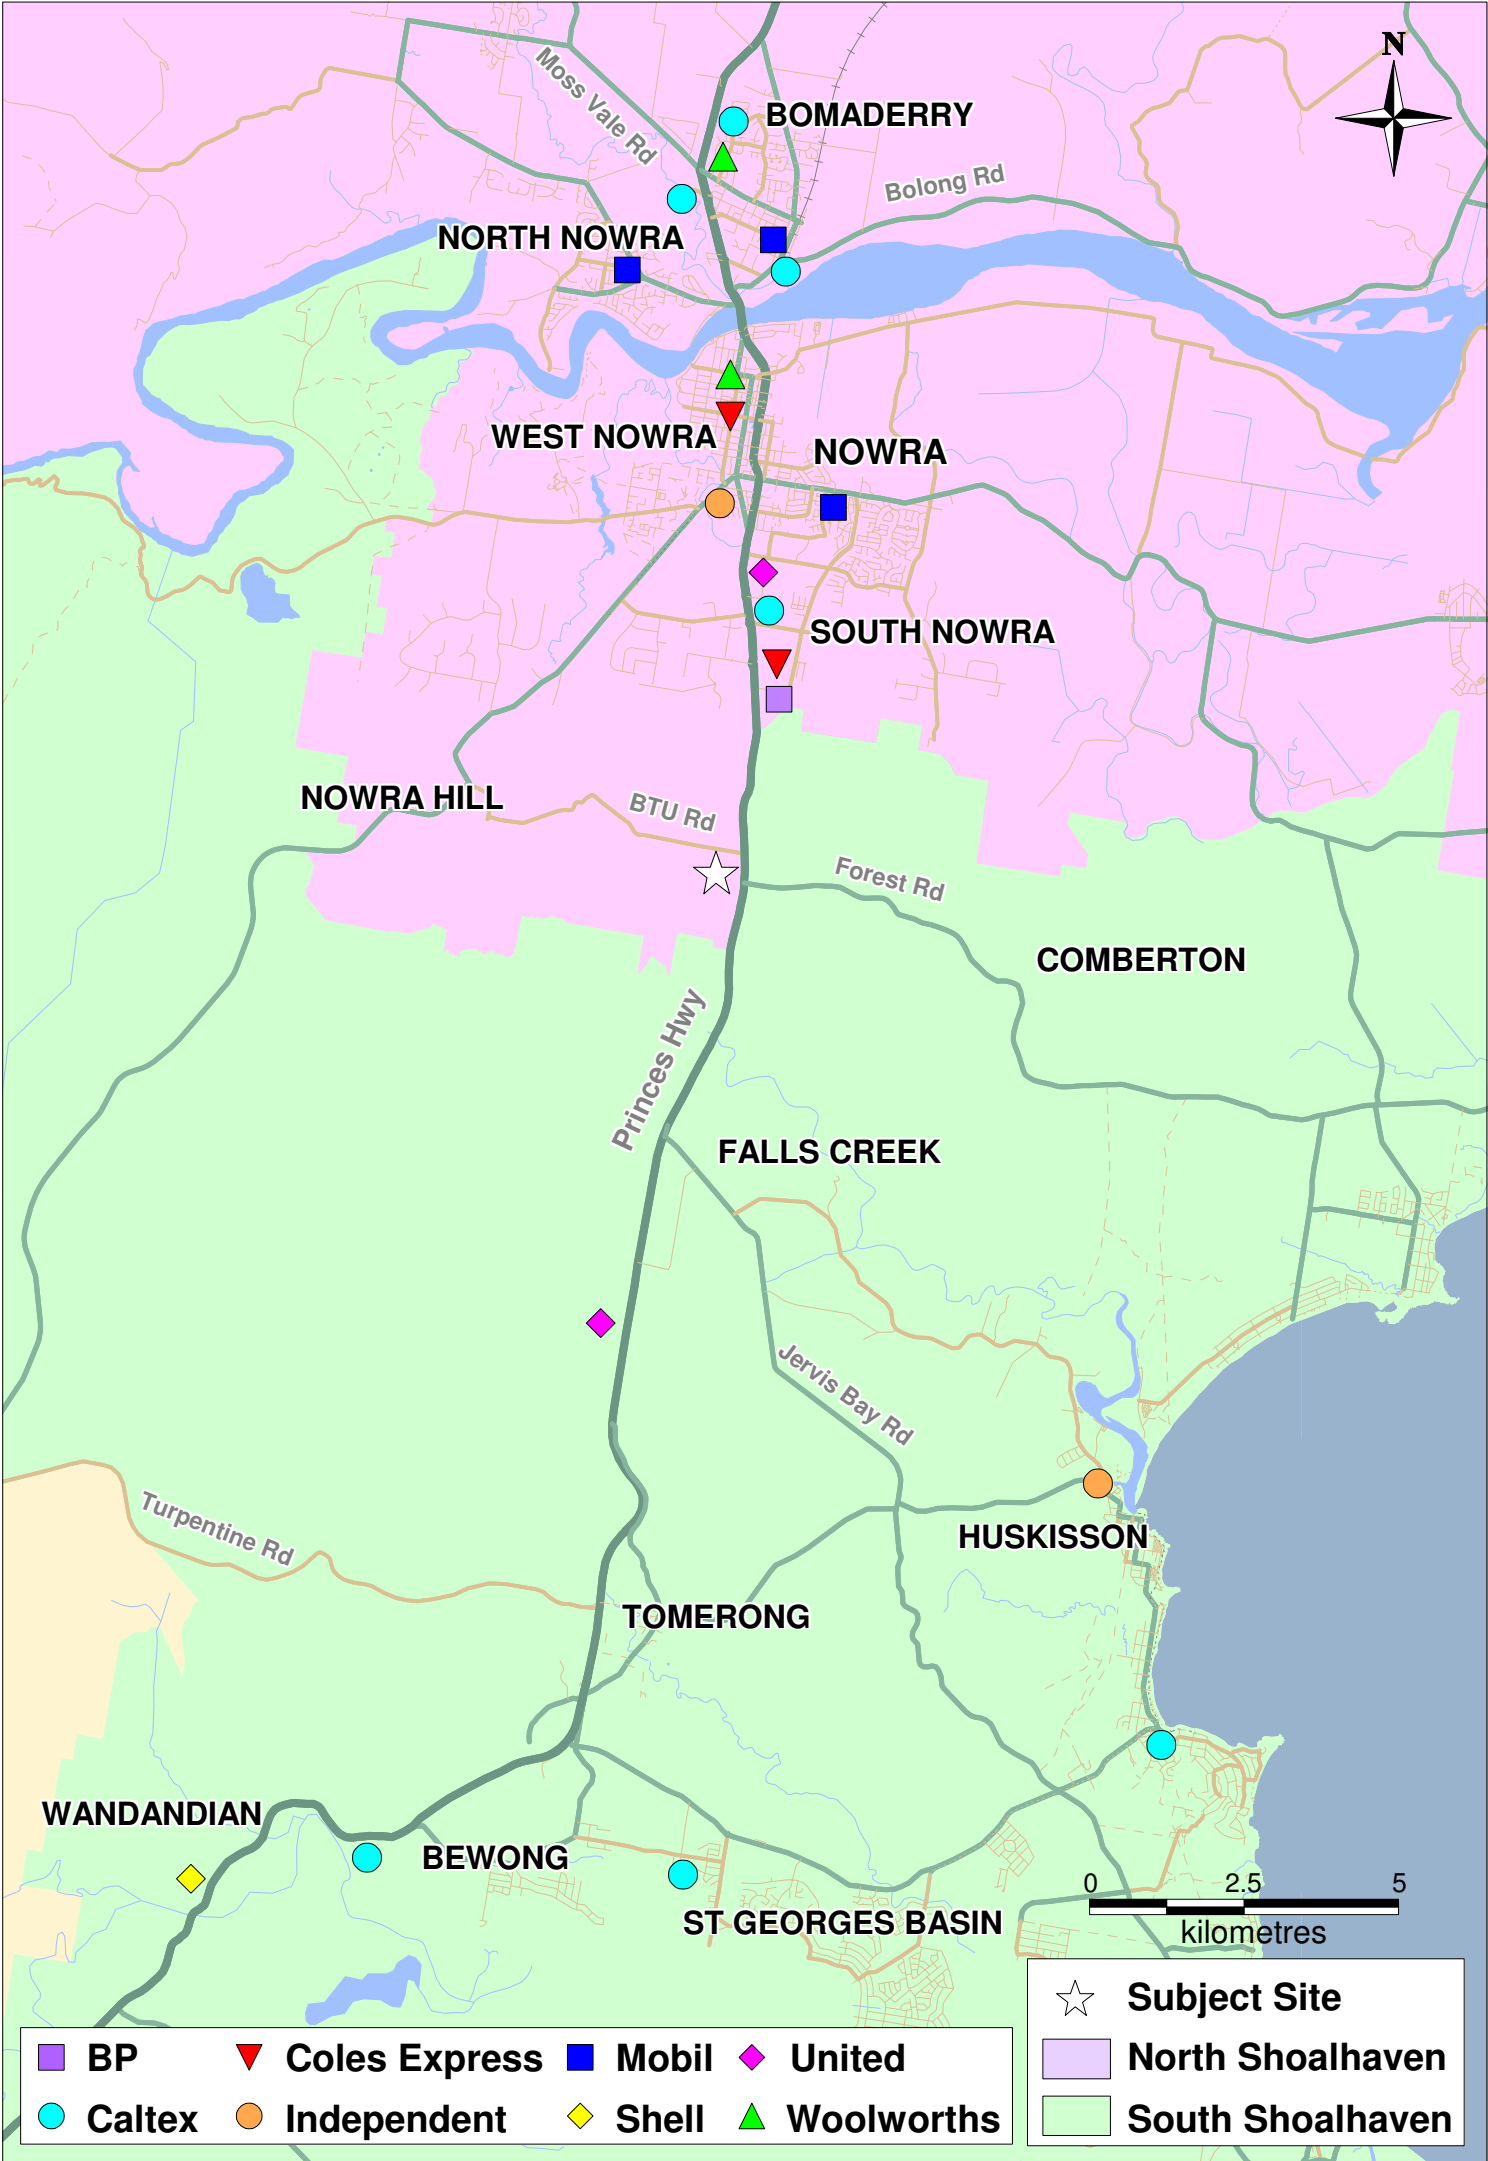 N
BOMADERRY
Moss Vale Rd
Bolong Rd
NORTH NOWRA
WEST NOWRA
NOWRA
SOUTH NOWRA
NOWRA HILL
BTU Rd
Forest Rd
COMBERTON
Princes Hwy
FALLS CREEK
Jervis Bay Rd
Turpentine Rd
HUSKISSON
TOMERONG
WANDANDIAN
BEWONG
ST GEORGES BASIN
0 2.5 5
kilometres
Subject Site
North Shoalhaven
South Shoalhaven
BP Coles Express Mobil United
Caltex Independent Shell Woolworths